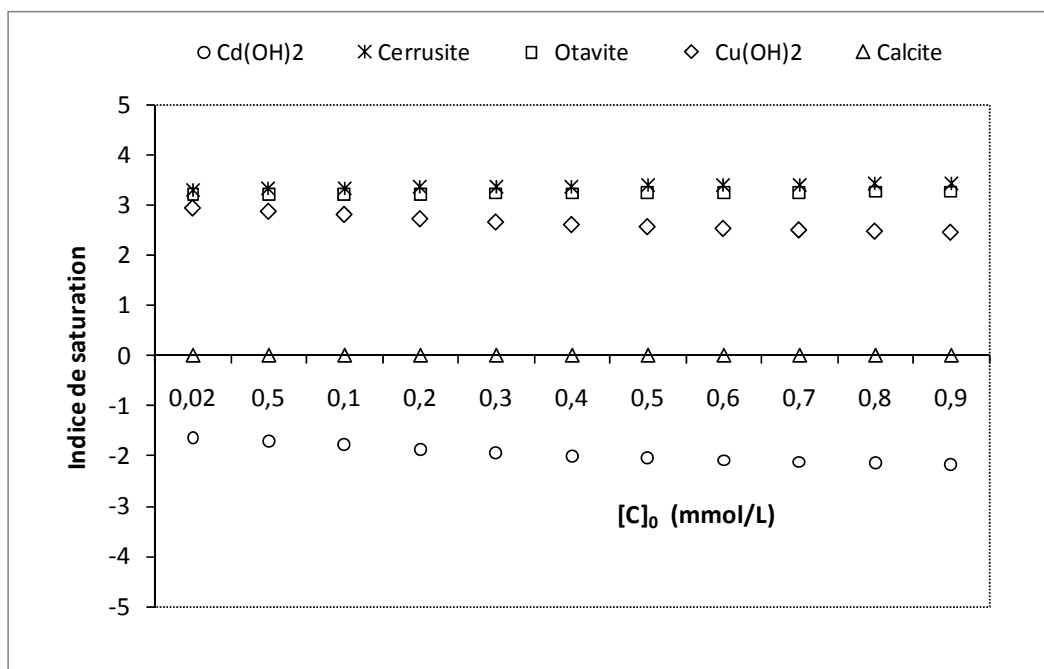 Cd(OH)2 Cerrusite Otavite Cu(OH)2 Calcite
5
4
3
2
1
0
-1
-2
-3
-4
-5
Indice de saturation
0,02 0,5 0,1 0,2 0,3 0,4 0,5 0,6 0,7 0,8 0,9
[C]₀ (mmol/L)